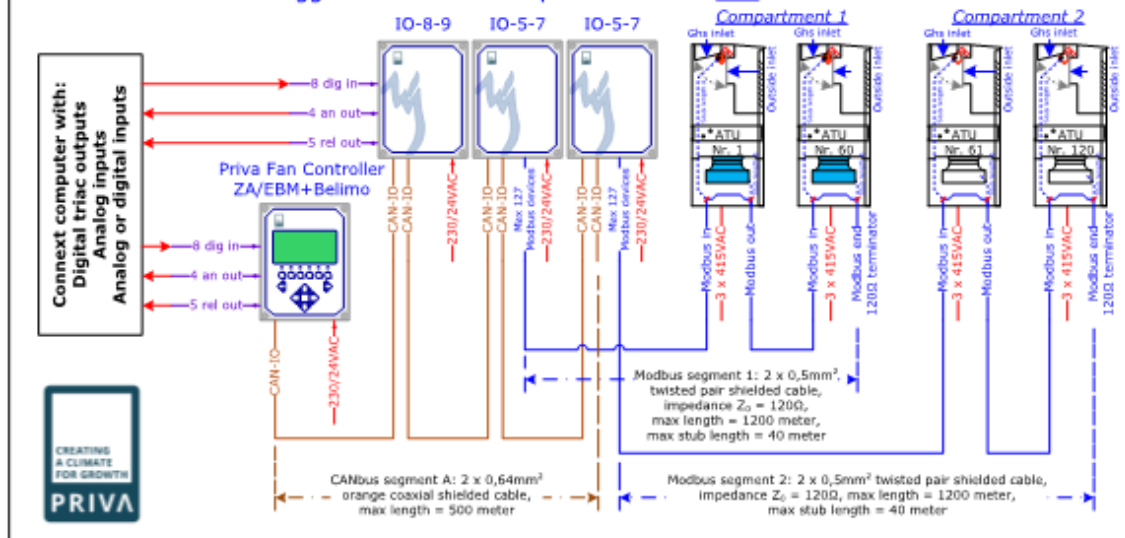 IO-8-9
IO-5-7
IO-5-7
Compartment 1
Compartment 2
Ghs inlet
Ghs inlet
Outside inlet
Ghs inlet
Ghs inlet
Outside inlet
Connext computer with:
Digital triac outputs
Analog inputs
Analog or digital inputs
8 dig in
4 an out
5 rel out
Priva Fan Controller
ZA/EBM+Belimo
8 dig in
4 an out
5 rel out
CAN-IO
230/24VAC
CAN-IO
CAN-IO
230/24VAC
CAN-IO
CAN-IO
Max 127
Modbus devices
230/24VAC
CAN-IO
CAN-IO
Max 127
Modbus devices
230/24VAC
ATU
Nr. 1
ATU
Nr. 60
ATU
Nr. 61
ATU
Nr. 120
Modbus in
3 x 415VAC
Modbus out
Modbus in
3 x 415VAC
Modbus end
120Ω terminator
Modbus in
3 x 415VAC
Modbus out
Modbus in
3 x 415VAC
Modbus end
120Ω terminator
Modbus segment 1: 2 x 0,5mm²
twisted pair shielded cable,
impedance Z₀ = 120Ω,
max length = 1200 meter,
max stub length = 40 meter
CANbus segment A: 2 x 0,64mm²
orange coaxial shielded cable,
max length = 500 meter
Modbus segment 2: 2 x 0,5mm² twisted pair shielded cable,
impedance Z₀ = 120Ω, max length = 1200 meter,
max stub length = 40 meter
CREATING
A CLIMATE
FOR GROWTH
PRIVA